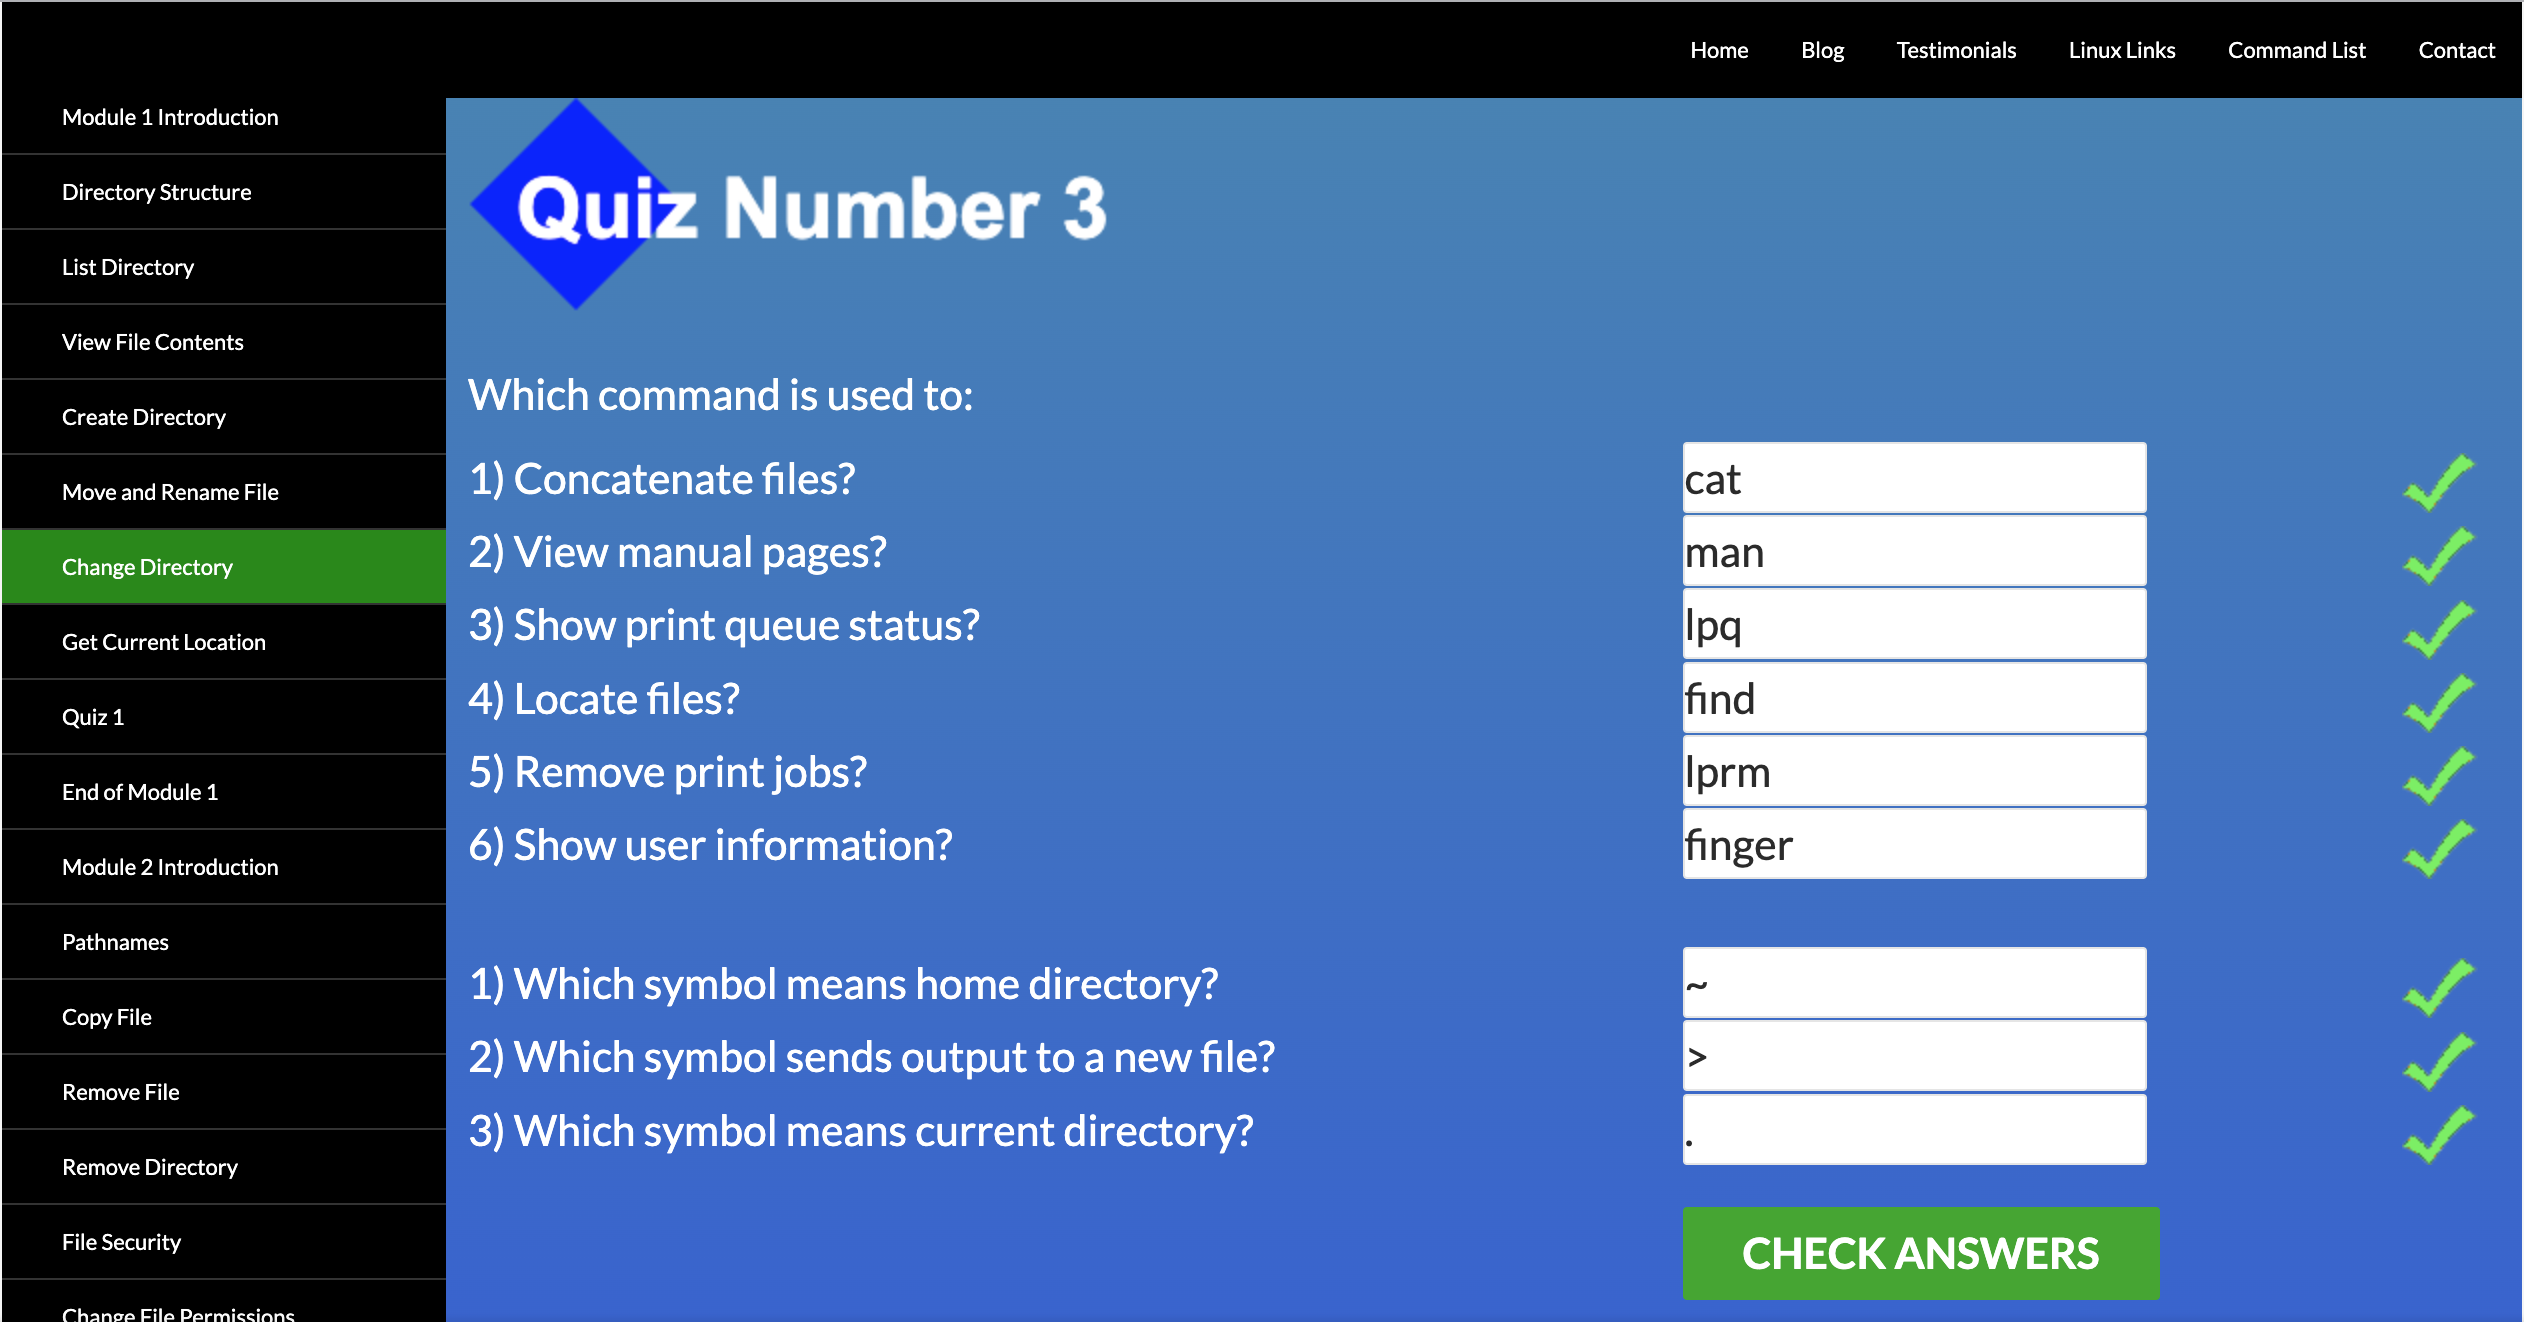 Home Blog Testimonials Linux Links Command List Contact
Module 1 Introduction
Directory Structure
List Directory
View File Contents
Create Directory
Move and Rename File
Change Directory
Get Current Location
Quiz 1
End of Module 1
Module 2 Introduction
Pathnames
Copy File
Remove File
Remove Directory
File Security
Change File Permissions
Quiz Number 3
Which command is used to:
1) Concatenate files? cat
2) View manual pages? man
3) Show print queue status? lpq
4) Locate files? find
5) Remove print jobs? lprm
6) Show user information? finger
1) Which symbol means home directory? ~
2) Which symbol sends output to a new file? >
3) Which symbol means current directory? .
CHECK ANSWERS